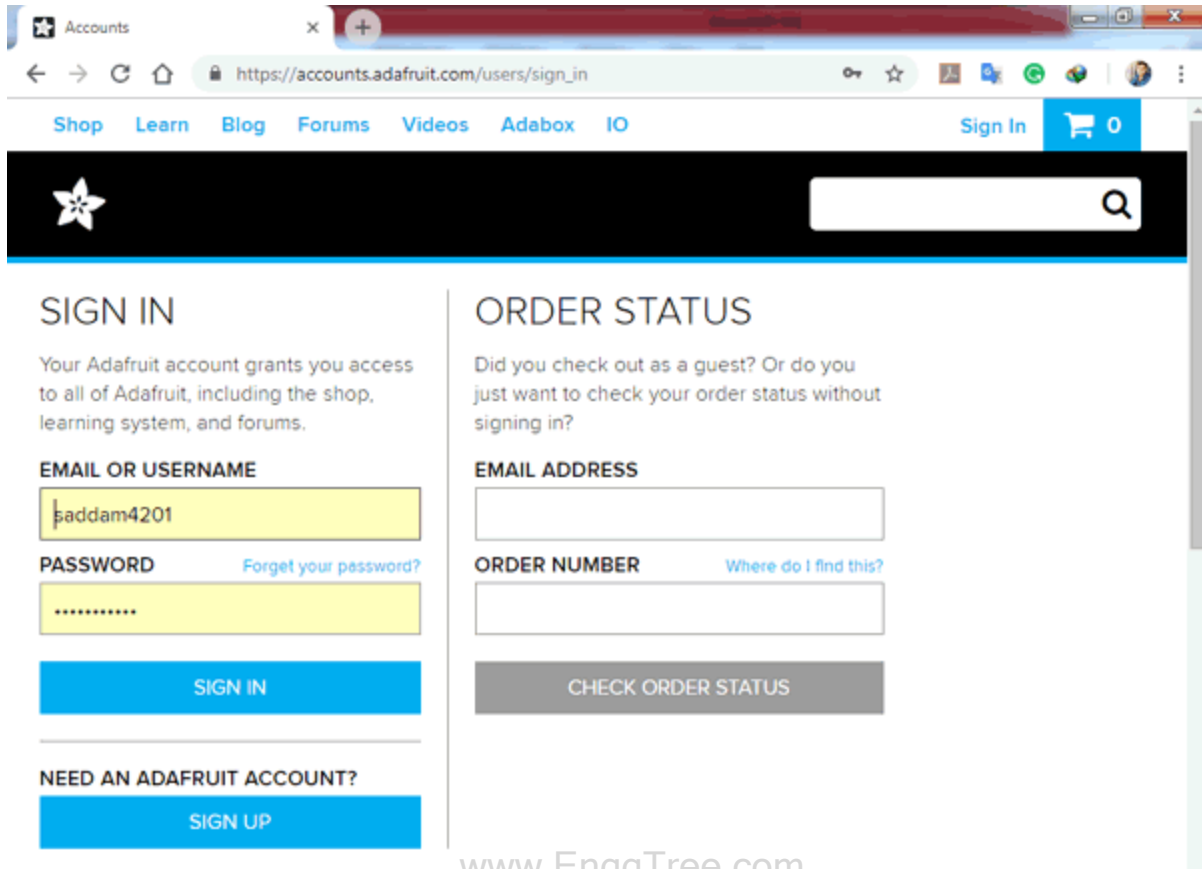 Accounts
https://accounts.adafruit.com/users/sign_in
Shop Learn Blog Forums Videos Adabox IO Sign In 0
SIGN IN
Your Adafruit account grants you access
to all of Adafruit, including the shop,
learning system, and forums.
EMAIL OR USERNAME
saddam4201
PASSWORD Forget your password?
•••••••••••
SIGN IN
NEED AN ADAFRUIT ACCOUNT?
SIGN UP
ORDER STATUS
Did you check out as a guest? Or do you
just want to check your order status without
signing in?
EMAIL ADDRESS
ORDER NUMBER Where do I find this?
CHECK ORDER STATUS
www.EnggTree.com